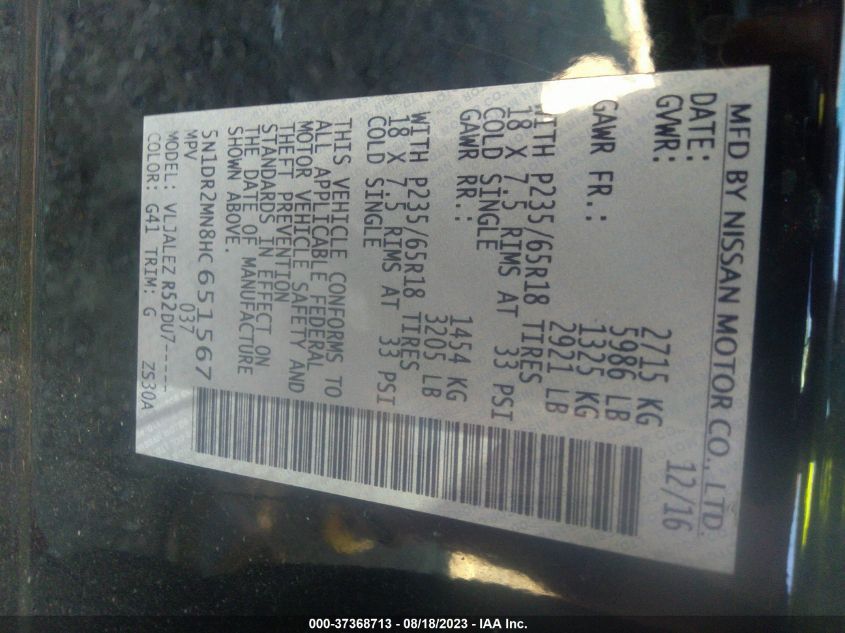 MFD BY NISSAN MOTOR CO., LTD.
DATE: 12/16
GVWR: 2715 KG
5986 LB
GAWR FR.: 1325 KG
2921 LB
WITH P235/65R18 TIRES
18 X 7.5 RIMS AT 33 PSI
COLD SINGLE
GAWR RR.: 1454 KG
3205 LB
WITH P235/65R18 TIRES
18 X 7.5 RIMS AT 33 PSI
COLD SINGLE
THIS VEHICLE CONFORMS TO
ALL APPLICABLE FEDERAL
MOTOR VEHICLE SAFETY AND
THEFT PREVENTION
STANDARDS IN EFFECT ON
THE DATE OF MANUFACTURE
SHOWN ABOVE.
5N1DR2MN8HC651567
MPV 037
MODEL: VLJALEZ R52DU7-----
COLOR: G41 TRIM: G ZS30A
000-37368713 - 08/18/2023 - IAA Inc.